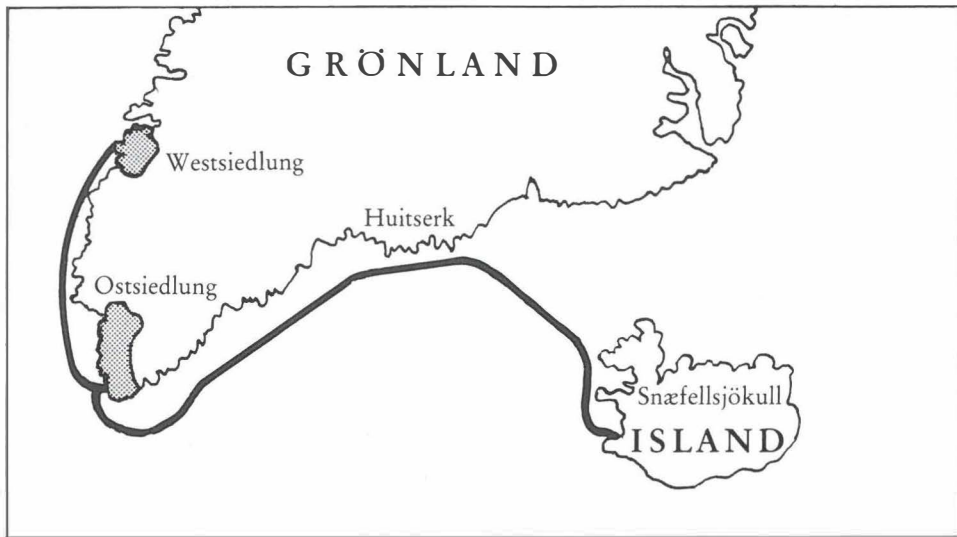 GRÖNLAND
Westsiedlung
Huitserk
Ostsiedlung
Snæfellsjökull
ISLAND